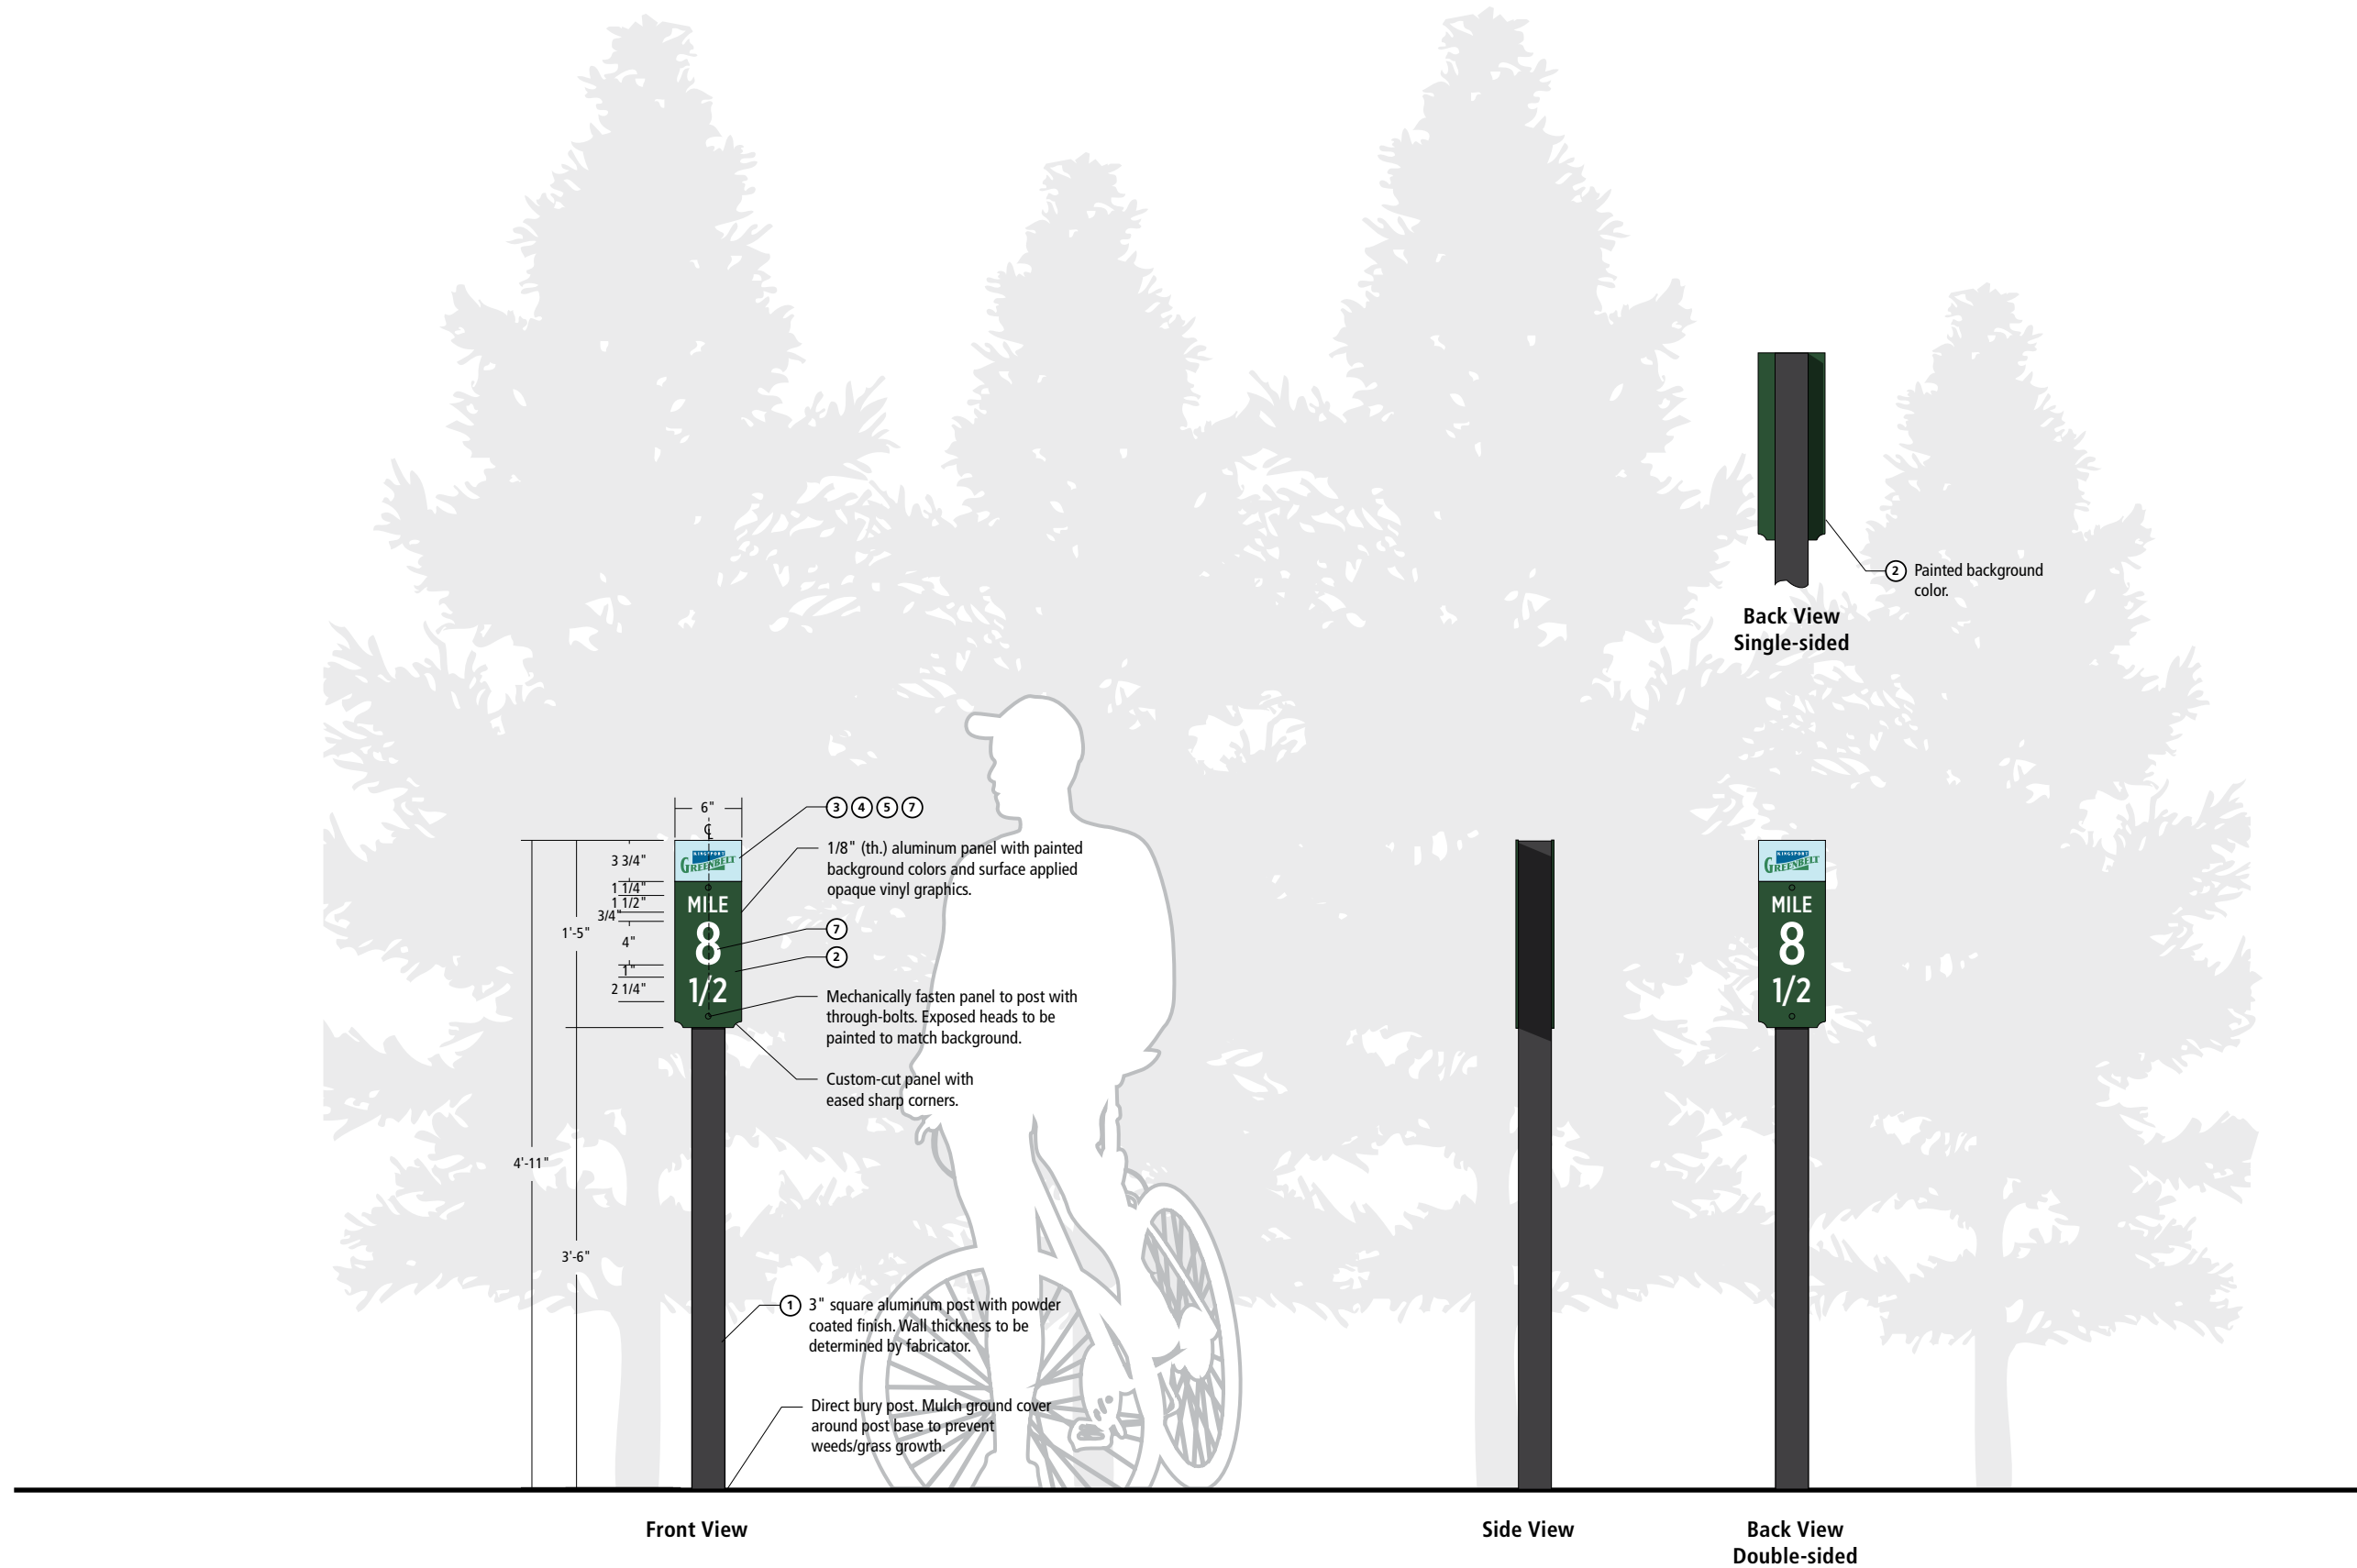 2 Painted background
color.
Back View
Single-sided
6"
3 4 5 7
℄
3 3/4"
KINGSPORT
GREENBELT
1/8" (th.) aluminum panel with painted
background colors and surface applied
opaque vinyl graphics.
1 1/4"
1 1/2"
3/4"
4"
1"
2 1/4"
1'-5"
MILE
8
1/2
7
2
Mechanically fasten panel to post with
through-bolts. Exposed heads to be
painted to match background.
Custom-cut panel with
eased sharp corners.
4'-11"
3'-6"
1 3" square aluminum post with powder
coated finish. Wall thickness to be
determined by fabricator.
Direct bury post. Mulch ground cover
around post base to prevent
weeds/grass growth.
KINGSPORT
GREENBELT
MILE
8
1/2
Front View
Side View
Back View
Double-sided